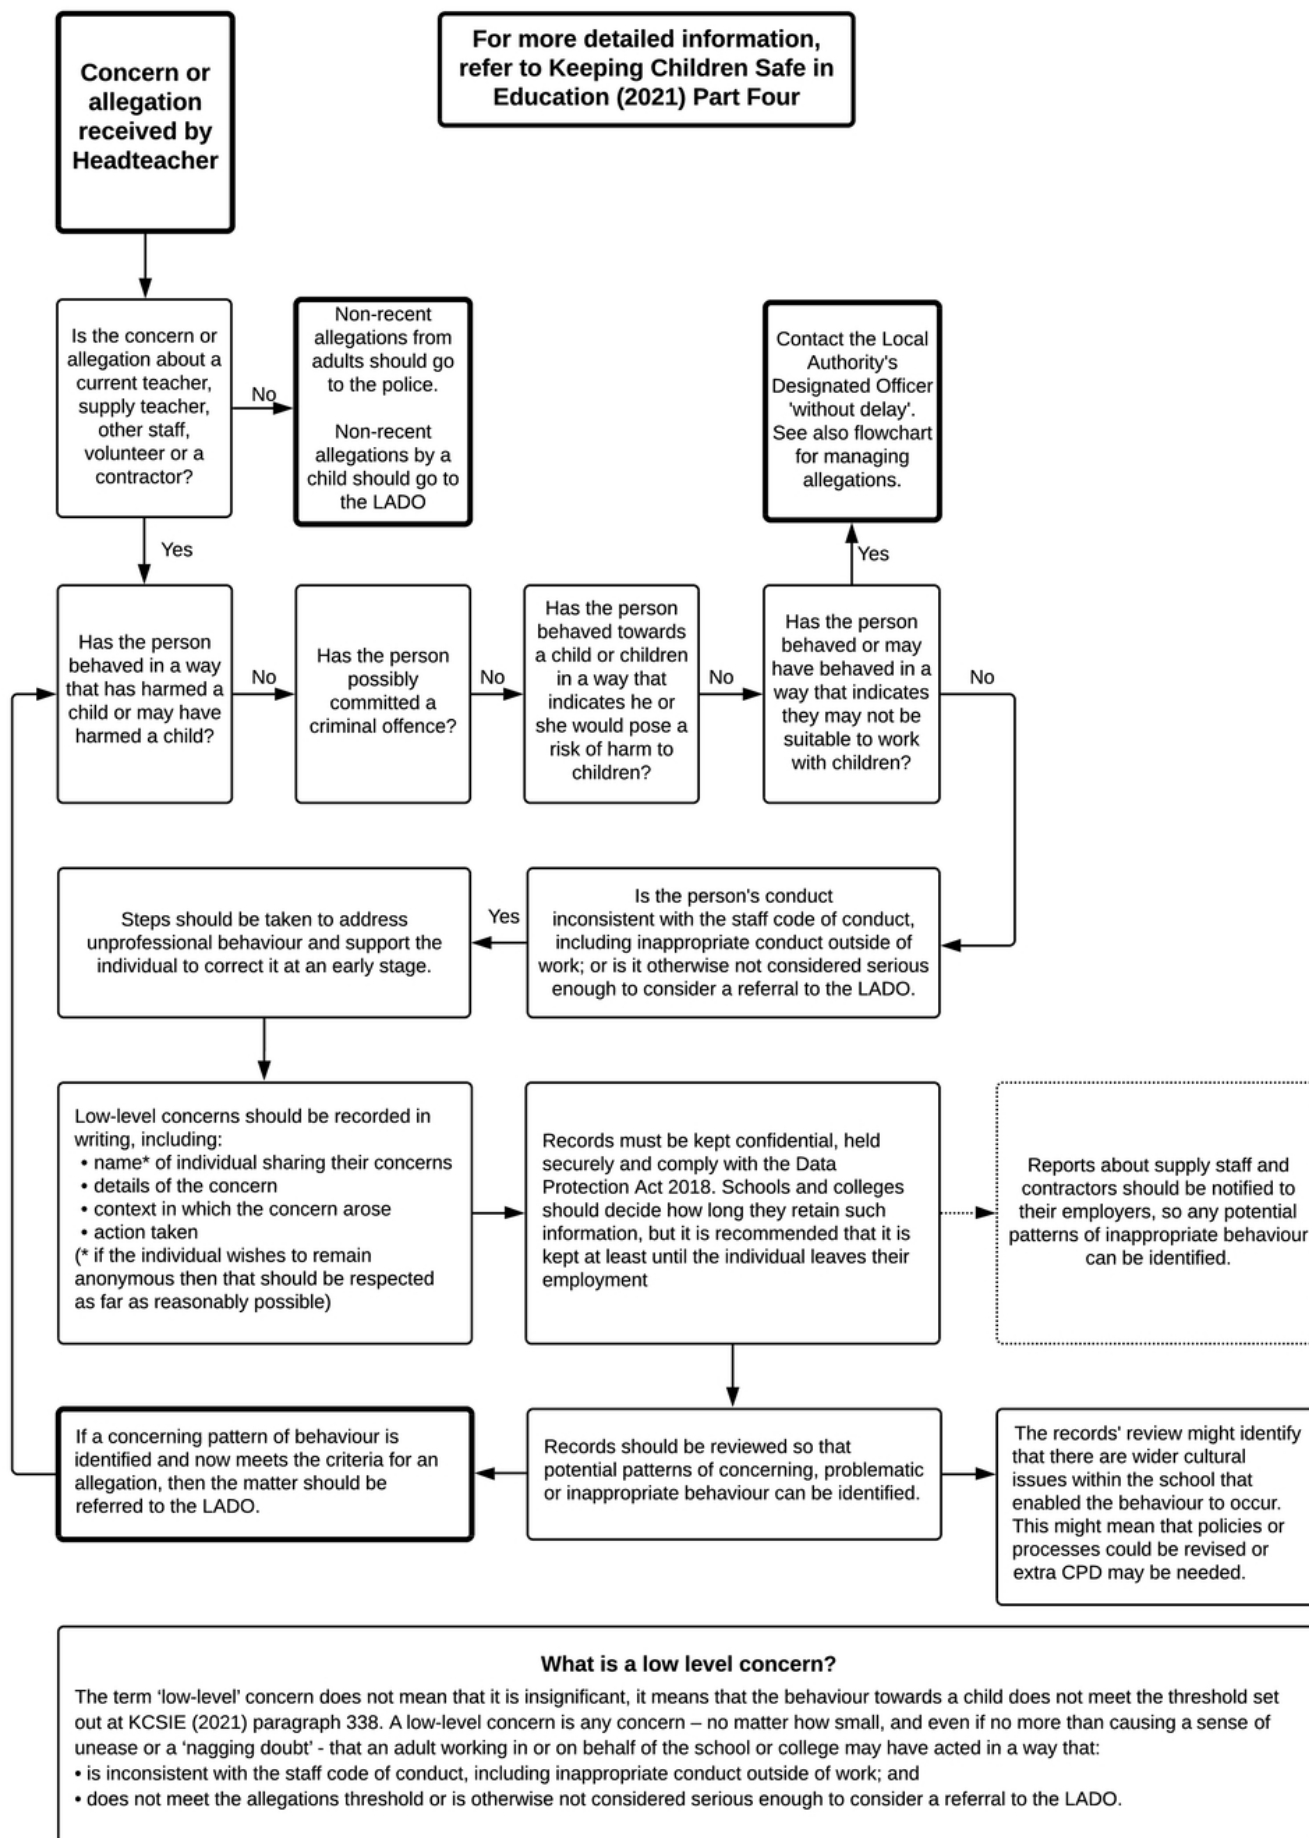 Concern or
allegation
received by
Headteacher
For more detailed information,
refer to Keeping Children Safe in
Education (2021) Part Four
Is the concern or
allegation about a
current teacher,
supply teacher,
other staff,
volunteer or a
contractor?
No
Non-recent
allegations from
adults should go
to the police.
Non-recent
allegations by a
child should go to
the LADO
Contact the Local
Authority's
Designated Officer
'without delay'.
See also flowchart
for managing
allegations.
Yes
Yes
Has the person
behaved in a way
that has harmed a
child or may have
harmed a child?
No
Has the person
possibly
committed a
criminal offence?
No
Has the person
behaved towards
a child or children
in a way that
indicates he or
she would pose a
risk of harm to
children?
No
Has the person
behaved or may
have behaved in a
way that indicates
they may not be
suitable to work
with children?
No
Is the person's conduct
inconsistent with the staff code of conduct,
including inappropriate conduct outside of
work; or is it otherwise not considered serious
enough to consider a referral to the LADO.
Yes
Steps should be taken to address
unprofessional behaviour and support the
individual to correct it at an early stage.
Low-level concerns should be recorded in
writing, including:
• name* of individual sharing their concerns
• details of the concern
• context in which the concern arose
• action taken
(* if the individual wishes to remain
anonymous then that should be respected
as far as reasonably possible)
Records must be kept confidential, held
securely and comply with the Data
Protection Act 2018. Schools and colleges
should decide how long they retain such
information, but it is recommended that it is
kept at least until the individual leaves their
employment
Reports about supply staff and
contractors should be notified to
their employers, so any potential
patterns of inappropriate behaviour
can be identified.
If a concerning pattern of behaviour is
identified and now meets the criteria for an
allegation, then the matter should be
referred to the LADO.
Records should be reviewed so that
potential patterns of concerning, problematic
or inappropriate behaviour can be identified.
The records' review might identify
that there are wider cultural
issues within the school that
enabled the behaviour to occur.
This might mean that policies or
processes could be revised or
extra CPD may be needed.
What is a low level concern?
The term ‘low-level’ concern does not mean that it is insignificant, it means that the behaviour towards a child does not meet the threshold set
out at KCSIE (2021) paragraph 338. A low-level concern is any concern – no matter how small, and even if no more than causing a sense of
unease or a ‘nagging doubt’ - that an adult working in or on behalf of the school or college may have acted in a way that:
• is inconsistent with the staff code of conduct, including inappropriate conduct outside of work; and
• does not meet the allegations threshold or is otherwise not considered serious enough to consider a referral to the LADO.